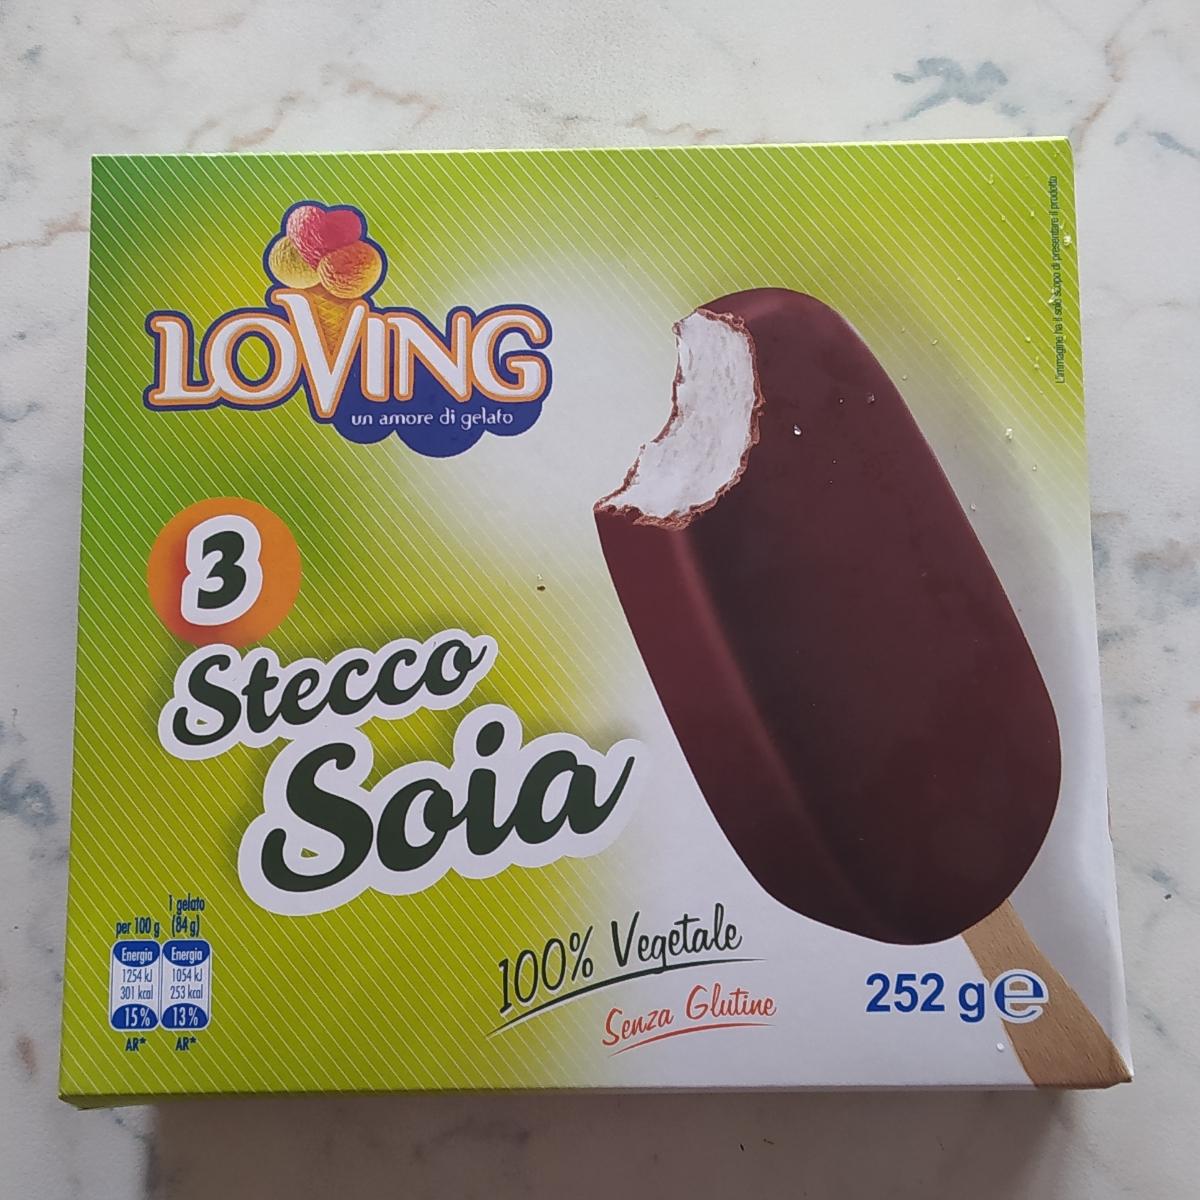 LOVING
un amore di gelato
3
Stecco
Soia
per 100 g
1 gelato
(84 g)
Energia
1254 kJ
301 kcal
15%
AR*
Energia
1054 kJ
253 kcal
13%
AR*
100% Vegetale
Senza Glutine
252 g e
L'immagine ha il solo scopo di presentare il prodotto